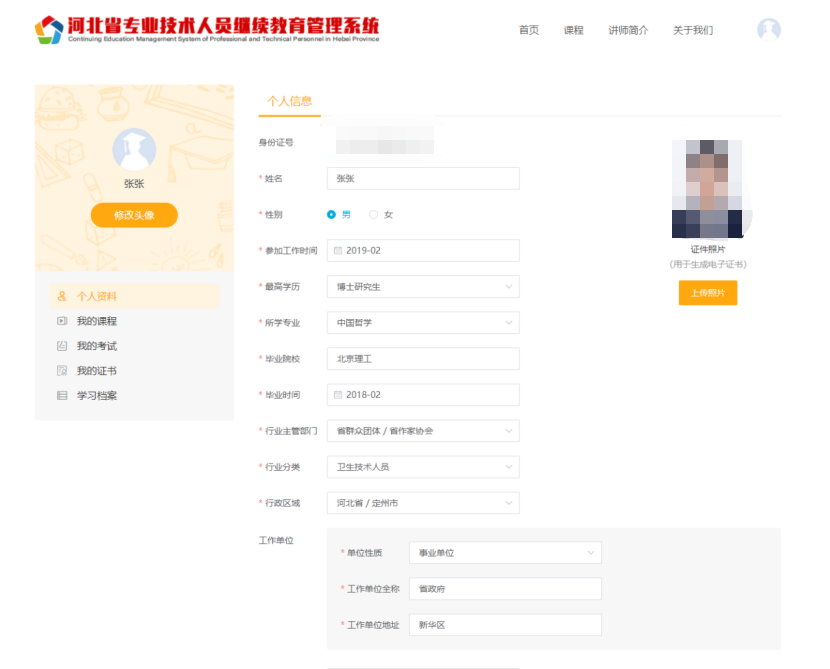 河北省专业技术人员继续教育管理系统
Continuing Education Management System of Professional and Technical Personnel in Hebei Province
首页 课程 讲师简介 关于我们
张张
修改头像
个人资料
我的课程
我的考试
我的证书
学习档案
个人信息
身份证号
* 姓名 张张
* 性别 男 女
* 参加工作时间 2019-02
* 最高学历 博士研究生
* 所学专业 中国哲学
* 毕业院校 北京理工
* 毕业时间 2018-02
* 行业主管部门 省群众团体 / 省作家协会
* 行业分类 卫生技术人员
* 行政区域 河北省 / 定州市
工作单位
* 单位性质 事业单位
* 工作单位全称 省政府
* 工作单位地址 新华区
证件照片
(用于生成电子证书)
上传照片